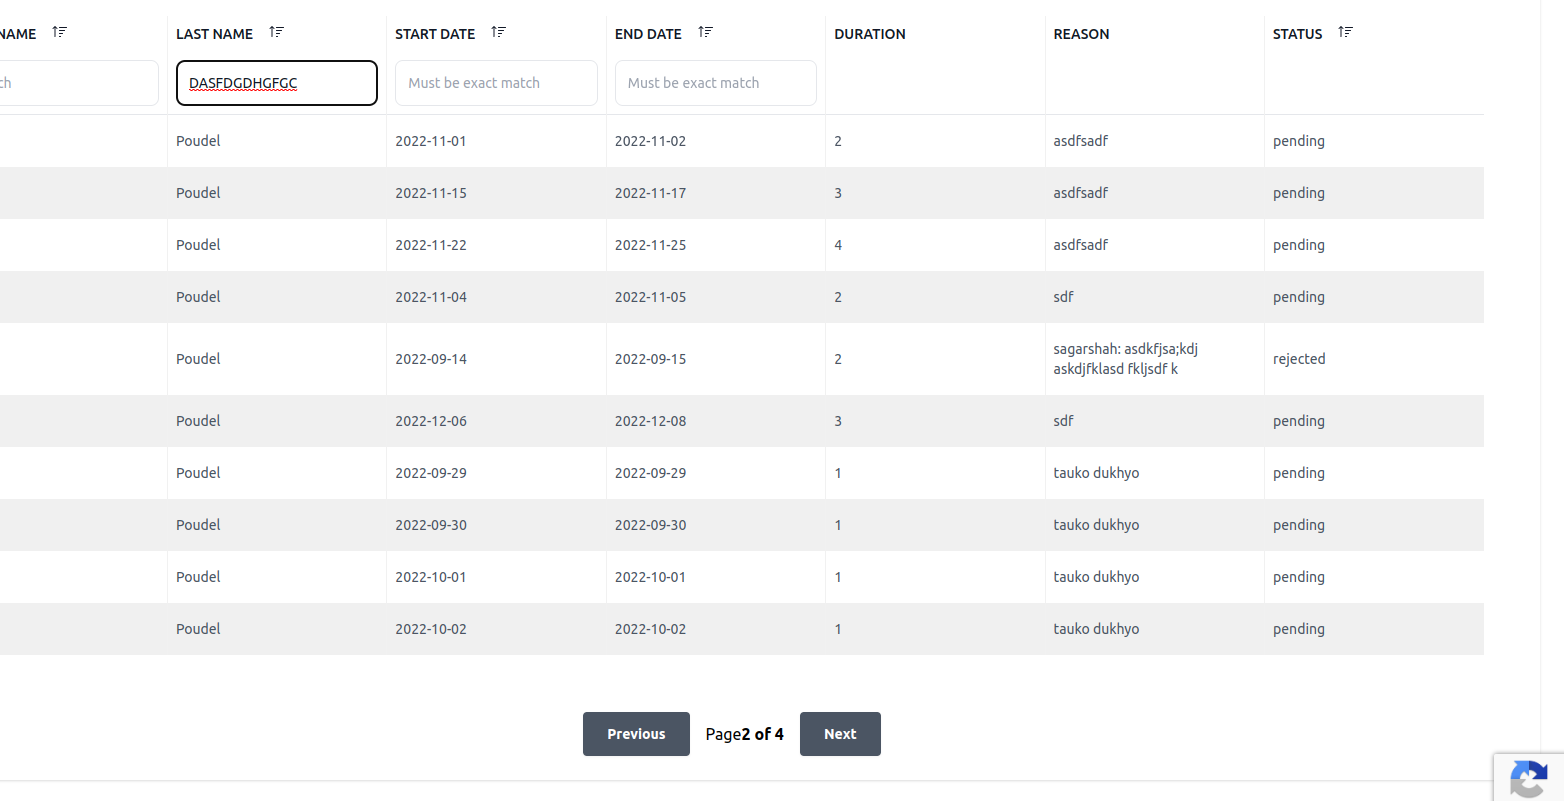 NAME LAST NAME START DATE END DATE DURATION REASON STATUS
ch DASFDGDHGFGC Must be exact match Must be exact match
Poudel 2022-11-01 2022-11-02 2 asdfsadf pending
Poudel 2022-11-15 2022-11-17 3 asdfsadf pending
Poudel 2022-11-22 2022-11-25 4 asdfsadf pending
Poudel 2022-11-04 2022-11-05 2 sdf pending
Poudel 2022-09-14 2022-09-15 2 sagarshah: asdkfjsa;kdj rejected
askdjfklasd fkljsdf k
Poudel 2022-12-06 2022-12-08 3 sdf pending
Poudel 2022-09-29 2022-09-29 1 tauko dukhyo pending
Poudel 2022-09-30 2022-09-30 1 tauko dukhyo pending
Poudel 2022-10-01 2022-10-01 1 tauko dukhyo pending
Poudel 2022-10-02 2022-10-02 1 tauko dukhyo pending
Previous Page2 of 4 Next